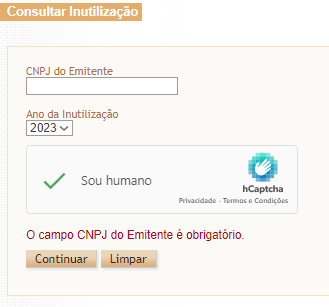 Consultar Inutilização
CNPJ do Emitente
Ano da Inutilização
2023
Sou humano
hCaptcha
Privacidade - Termos e Condições
O campo CNPJ do Emitente é obrigatório.
Continuar Limpar